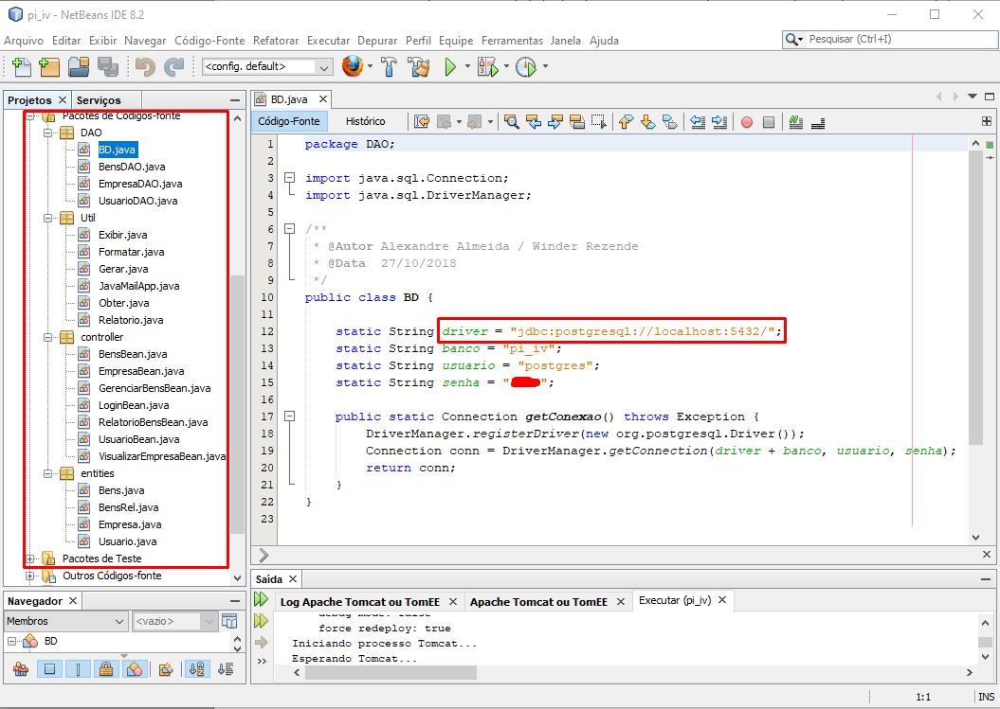 pi_iv - NetBeans IDE 8.2
Arquivo Editar Exibir Navegar Código-Fonte Refatorar Executar Depurar Perfil Equipe Ferramentas Janela Ajuda
Pesquisar (Ctrl+I)
<config. default>
Projetos Serviços
Pacotes de Códigos-fonte
DAO
BD.java
BensDAO.java
EmpresaDAO.java
UsuarioDAO.java
Util
Exibir.java
Formatar.java
Gerar.java
JavaMailApp.java
Obter.java
Relatorio.java
controller
BensBean.java
EmpresaBean.java
GerenciarBensBean.java
LoginBean.java
RelatorioBensBean.java
UsuarioBean.java
VisualizarEmpresaBean.java
entities
Bens.java
BensRel.java
Empresa.java
Usuario.java
Pacotes de Teste
Outros Códigos-fonte
Navegador
Membros <vazio>
BD
BD.java
Código-Fonte Histórico
1 package DAO;
2
3 import java.sql.Connection;
4 import java.sql.DriverManager;
5
6 /**
7 * @Autor Alexandre Almeida / Winder Rezende
8 * @Data 27/10/2018
9 */
10 public class BD {
11
12 static String driver = "jdbc:postgresql://localhost:5432/";
13 static String banco = "pi_iv";
14 static String usuario = "postgres";
15 static String senha = "";
16
17 public static Connection getConexao() throws Exception {
18 DriverManager.registerDriver(new org.postgresql.Driver());
19 Connection conn = DriverManager.getConnection(driver + banco, usuario, senha);
20 return conn;
21 }
22 }
23
Saída
Log Apache Tomcat ou TomEE Apache Tomcat ou TomEE Executar (pi_iv)
debug mode: false
force redeploy: true
Iniciando processo Tomcat...
Esperando Tomcat...
1:1 INS